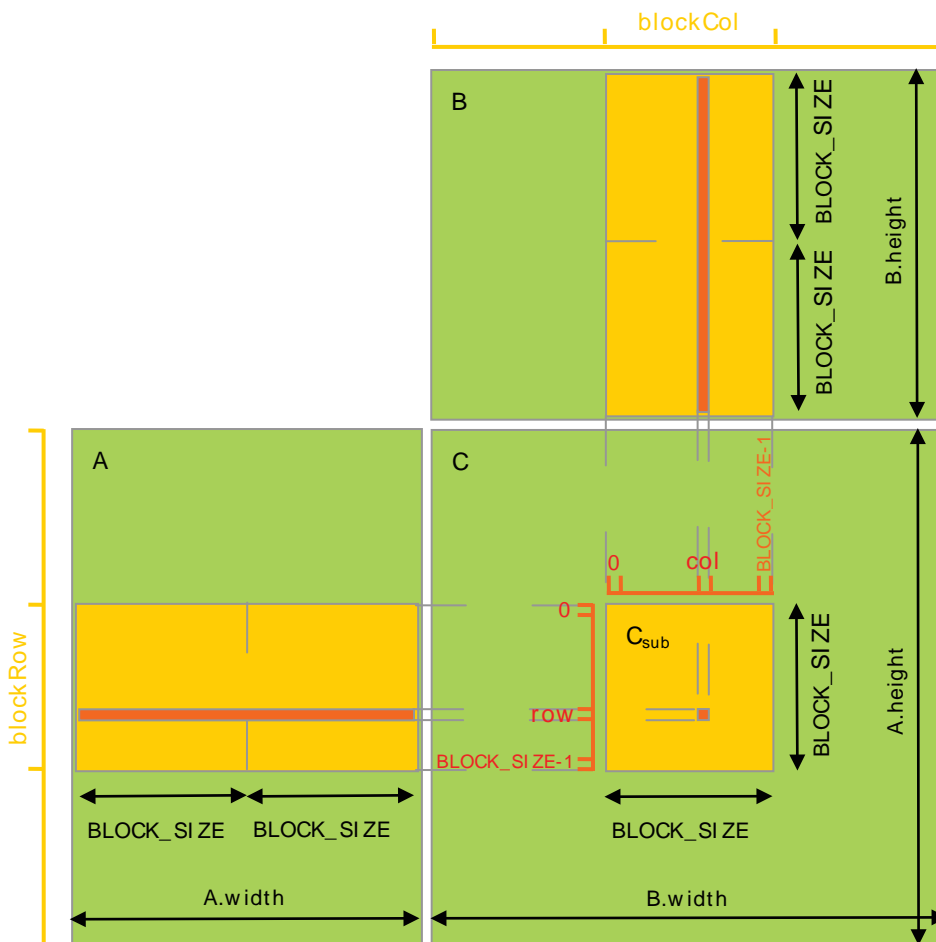 blockCol
B
BLOCK_SIZE
BLOCK_SIZE
B.height
A
C
BLOCK_SIZE-1
0
col
blockRow
0
Csub
BLOCK_SIZE
A.height
row
BLOCK_SIZE-1
BLOCK_SIZE
BLOCK_SIZE
BLOCK_SIZE
A.width
B.width